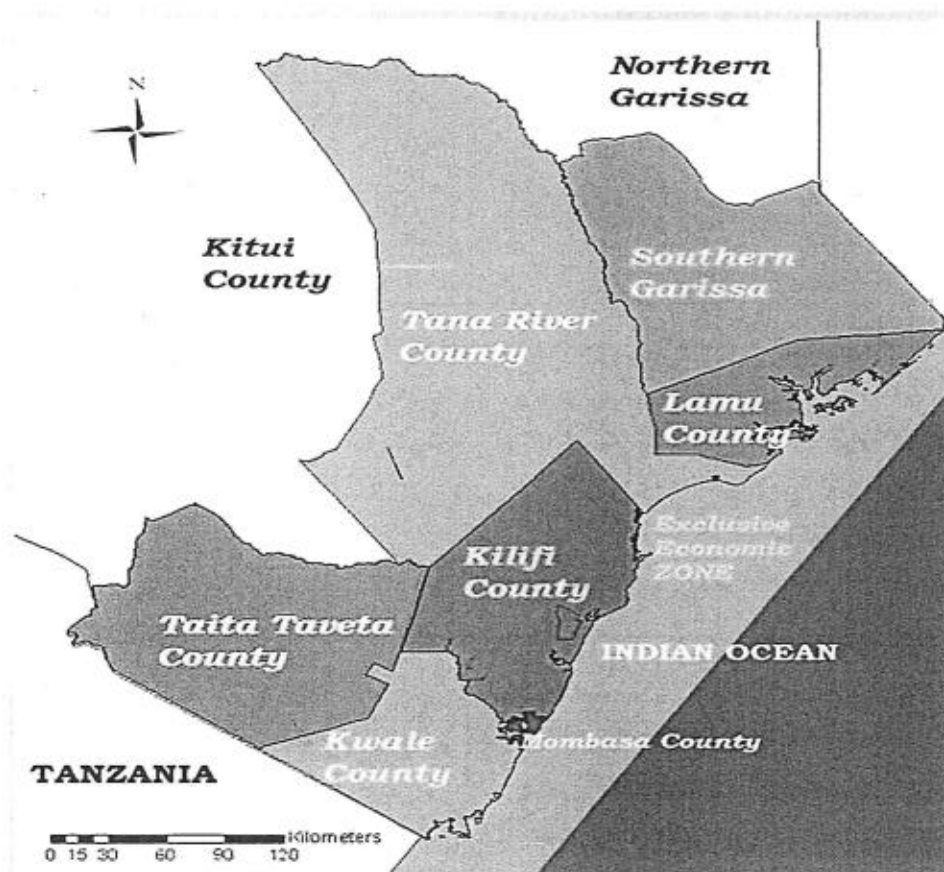 Northern
Garissa
N
Kitui
County
Southern
Garissa
Tana River
County
Lamu
County
Exclusive
Economic
ZONE
Kilifi
County
Taita Taveta
County
INDIAN OCEAN
Kwale
County
Mombasa County
TANZANIA
Kilometers
0 15 30 60 90 120